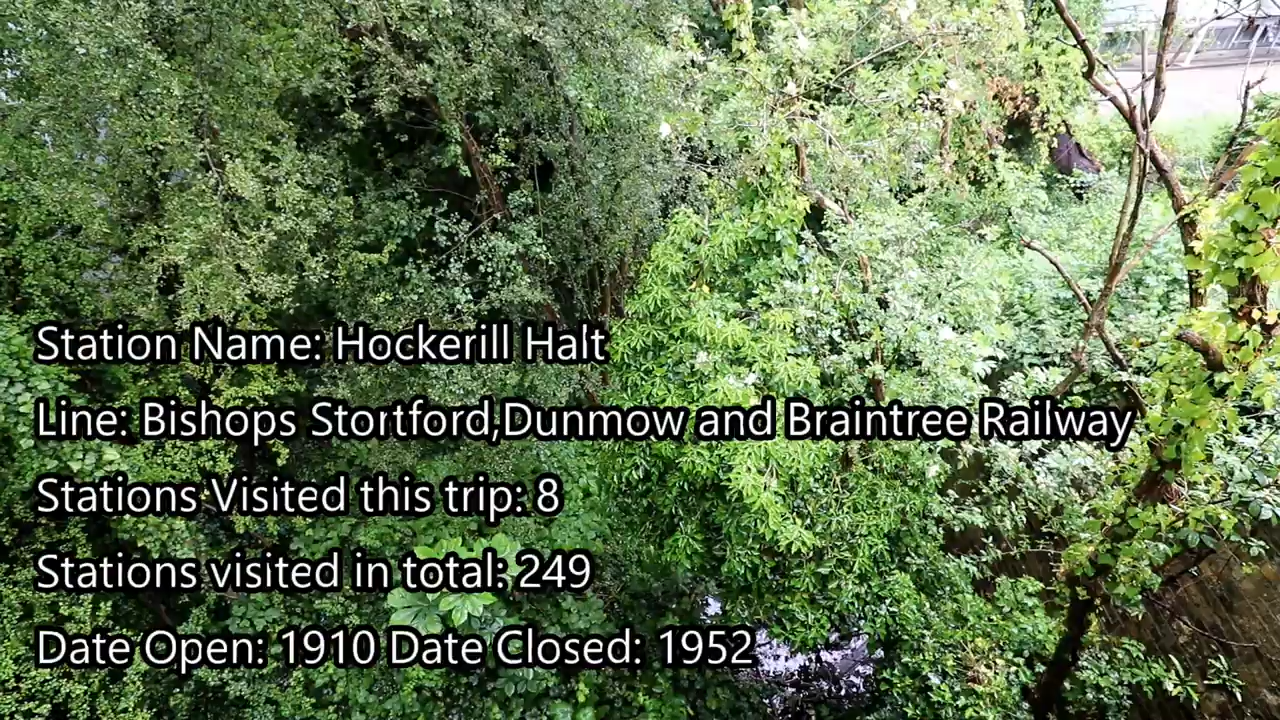 Station Name: Hockerill Halt
Line: Bishops Stortford,Dunmow and Braintree Railway
Stations Visited this trip: 8
Stations visited in total: 249
Date Open: 1910 Date Closed: 1952